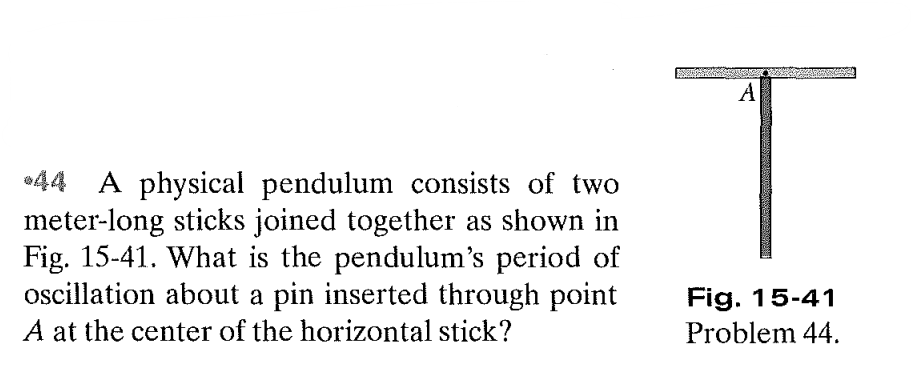 A
•44 A physical pendulum consists of two
meter-long sticks joined together as shown in
Fig. 15-41. What is the pendulum's period of
oscillation about a pin inserted through point
A at the center of the horizontal stick?
Fig. 15-41
Problem 44.